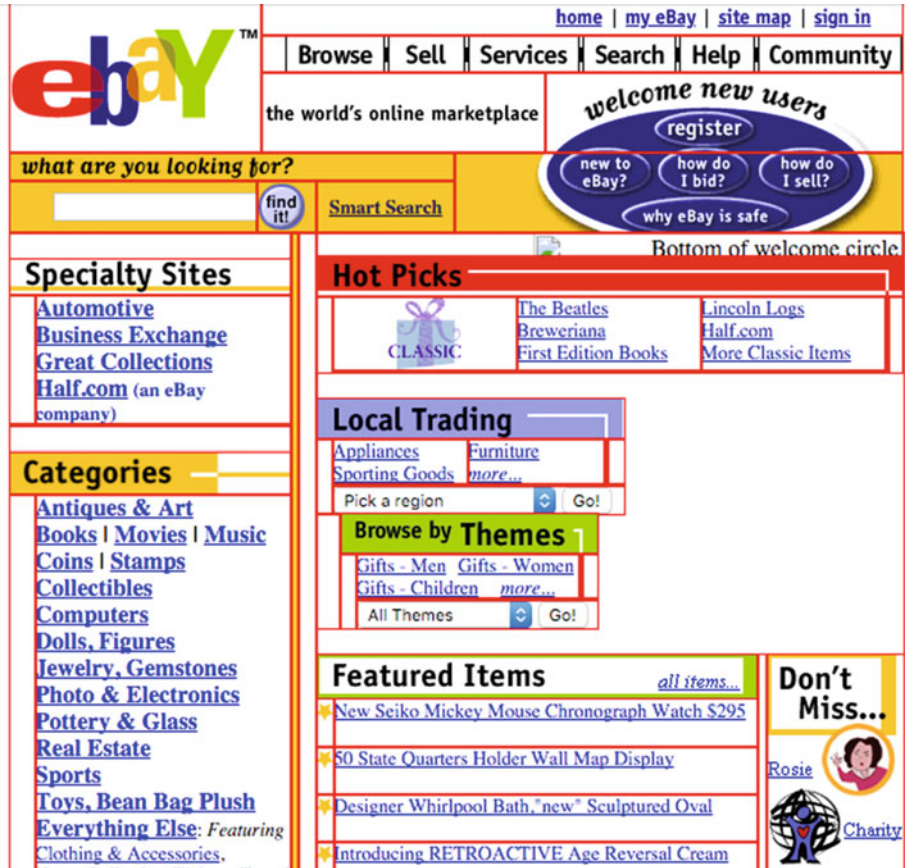 home | my eBay | site map | sign in
ebaY™
Browse Sell Services Search Help Community
the world's online marketplace
welcome new users
register
new to eBay?
how do I bid?
how do I sell?
why eBay is safe
what are you looking for?
find it!
Smart Search
Bottom of welcome circle
Specialty Sites
Automotive
Business Exchange
Great Collections
Half.com (an eBay
company)
Categories
Antiques & Art
Books | Movies | Music
Coins | Stamps
Collectibles
Computers
Dolls, Figures
Jewelry, Gemstones
Photo & Electronics
Pottery & Glass
Real Estate
Sports
Toys, Bean Bag Plush
Everything Else: Featuring
Clothing & Accessories,
Hot Picks
CLASSIC
The Beatles
Breweriana
First Edition Books
Lincoln Logs
Half.com
More Classic Items
Local Trading
Appliances Furniture
Sporting Goods more...
Pick a region Go!
Browse by Themes
Gifts - Men Gifts - Women
Gifts - Children more...
All Themes Go!
Featured Items all items...
New Seiko Mickey Mouse Chronograph Watch $295
50 State Quarters Holder Wall Map Display
Designer Whirlpool Bath,*new* Sculptured Oval
Introducing RETROACTIVE Age Reversal Cream
Don't
Miss...
Rosie
Charity